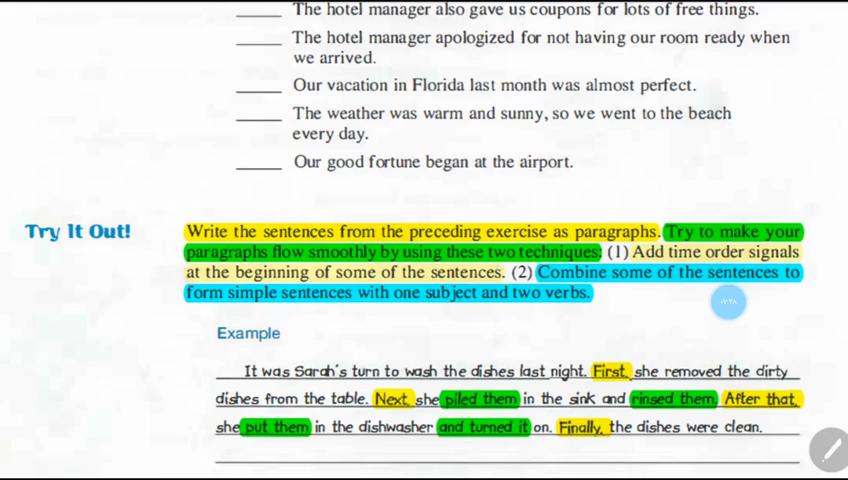 The hotel manager also gave us coupons for lots of free things.
The hotel manager apologized for not having our room ready when
we arrived.
Our vacation in Florida last month was almost perfect.
The weather was warm and sunny, so we went to the beach
every day.
Our good fortune began at the airport.
Try It Out!
Write the sentences from the preceding exercise as paragraphs. Try to make your
paragraphs flow smoothly by using these two techniques: (1) Add time order signals
at the beginning of some of the sentences. (2) Combine some of the sentences to
form simple sentences with one subject and two verbs.
Example
It was Sarah's turn to wash the dishes last night. First, she removed the dirty
dishes from the table. Next, she piled them in the sink and rinsed them. After that,
she put them in the dishwasher and turned it on. Finally, the dishes were clean.